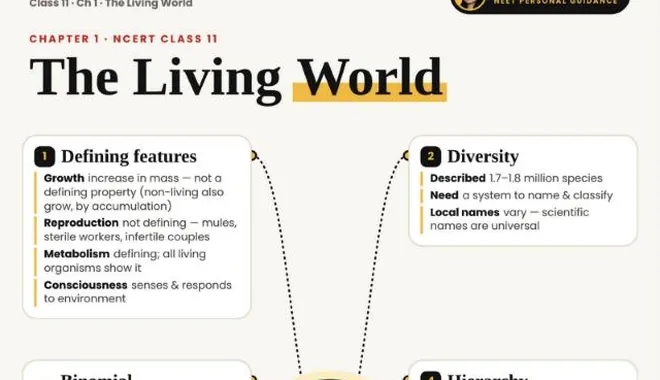 Class 11 · Ch 1 · The Living World
NEET PERSONAL GUIDANCE
CHAPTER 1 · NCERT CLASS 11
The Living World
1 Defining features
Growth increase in mass — not a
defining property (non-living also
grow, by accumulation)
Reproduction not defining — mules,
sterile workers, infertile couples
Metabolism defining; all living
organisms show it
Consciousness senses & responds
to environment
2 Diversity
Described 1.7–1.8 million species
Need a system to name & classify
Local names vary — scientific
names are universal
Binomial
4 Hierarchy